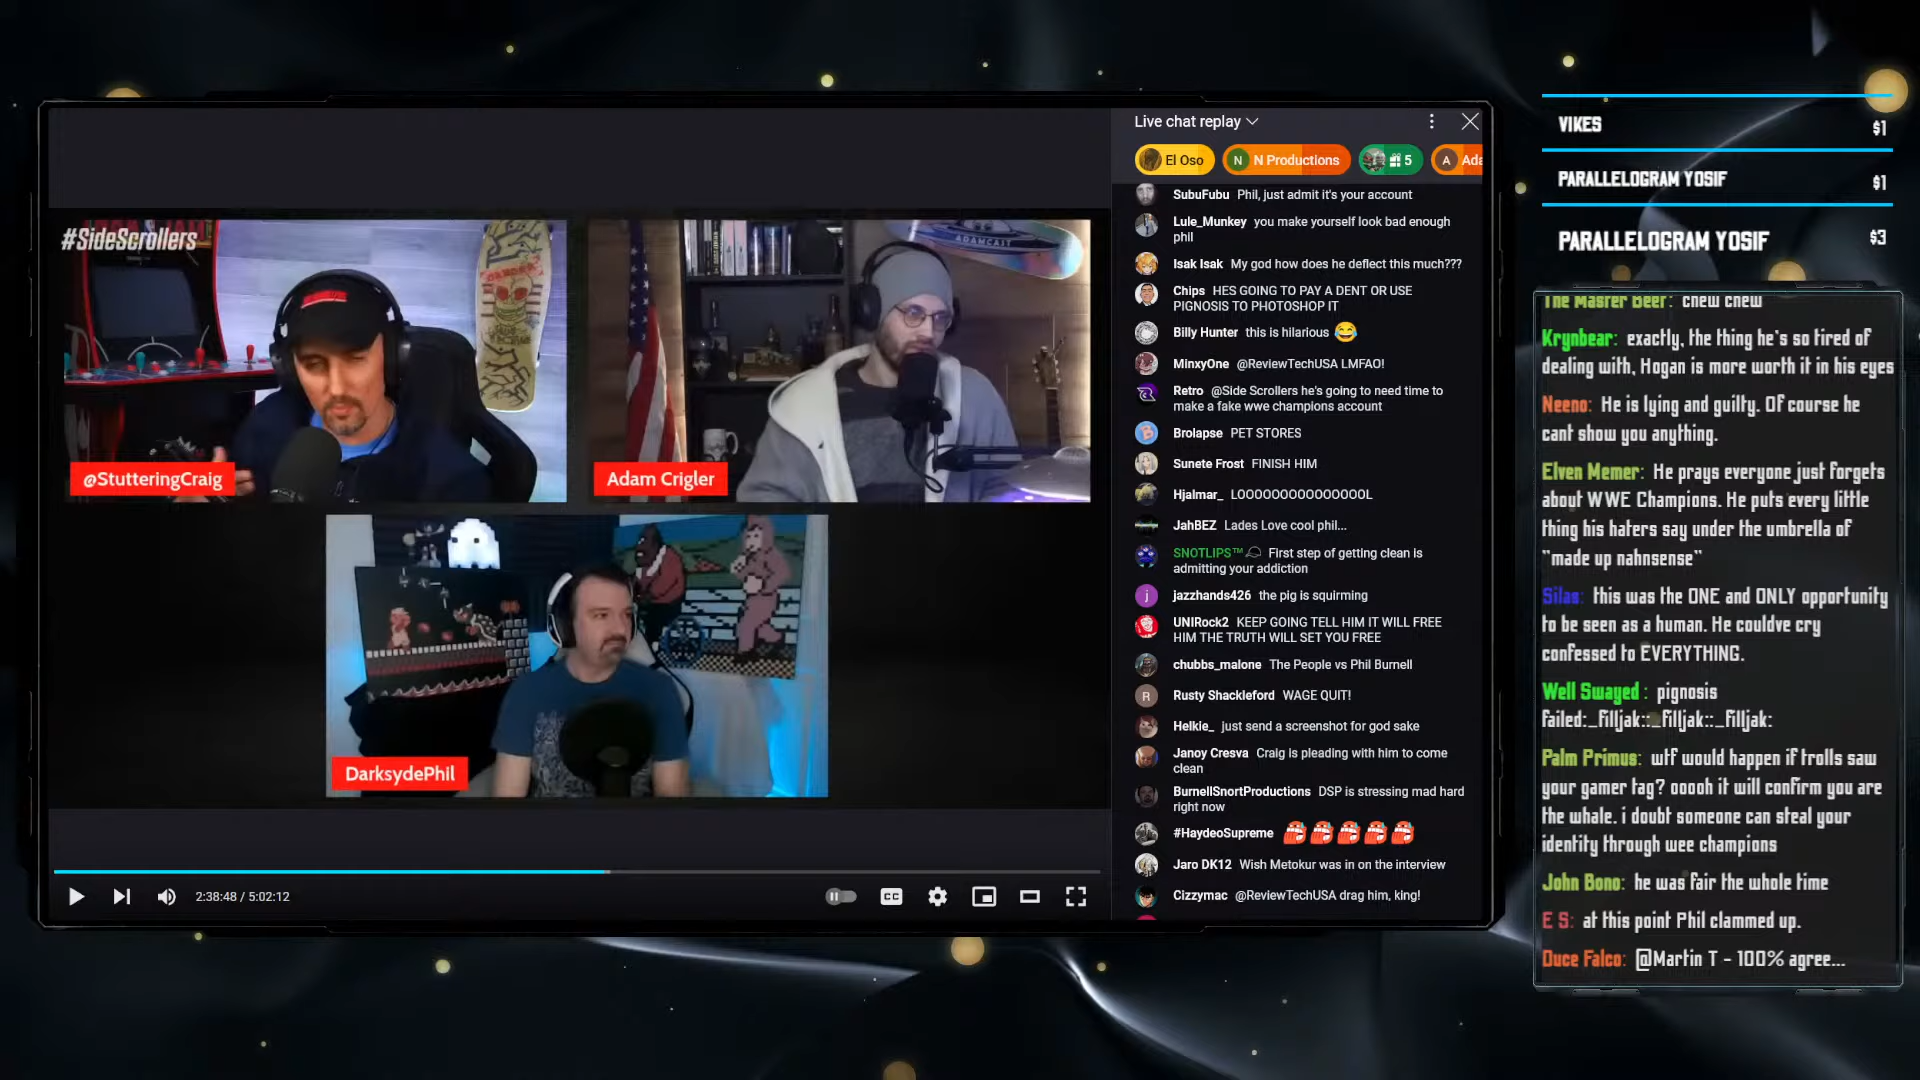 #SideScrollers
@StutteringCraig
Adam Crigler
DarksydePhil
2:38:48 / 5:02:12
CC
Live chat replay
El Oso
N N Productions
5
A Ada
SubuFubu Phil, just admit it's your account
Lule_Munkey you make yourself look bad enough
phil
Isak Isak My god how does he deflect this much???
Chips HES GOING TO PAY A DENT OR USE
PIGNOSIS TO PHOTOSHOP IT
Billy Hunter this is hilarious 😂
MinxyOne @ReviewTechUSA LMFAO!
Retro @Side Scrollers he's going to need time to
make a fake wwe champions account
Brolapse PET STORES
Sunete Frost FINISH HIM
Hjalmar_ LOOOOOOOOOOOOOOL
JahBEZ Lades Love cool phil...
SNOTLIPS™ First step of getting clean is
admitting your addiction
j jazzhands426 the pig is squirming
UNIRock2 KEEP GOING TELL HIM IT WILL FREE
HIM THE TRUTH WILL SET YOU FREE
chubbs_malone The People vs Phil Burnell
R Rusty Shackleford WAGE QUIT!
Helkie_ just send a screenshot for god sake
Janoy Cresva Craig is pleading with him to come
clean
BurnellSnortProductions DSP is stressing mad hard
right now
#HaydeoSupreme
Jaro DK12 Wish Metokur was in on the interview
Cizzymac @ReviewTechUSA drag him, king!
VIKES $1
PARALLELOGRAM YOSIF $1
PARALLELOGRAM YOSIF $3
The Master Beer: chew chew
Krynbear: exactly, the thing he's so tired of
dealing with, Hogan is more worth it in his eyes
Neeno: He is lying and guilty. Of course he
cant show you anything.
Elven Memer: He prays everyone just forgets
about WWE Champions. He puts every little
thing his haters say under the umbrella of
"made up nahnsense"
Silas: this was the ONE and ONLY opportunity
to be seen as a human. He couldve cry
confessed to EVERYTHING.
Well Swayed : pignosis
failed:_filljak::_filljak::_filljak:
Palm Primus: wtf would happen if trolls saw
your gamer tag? ooooh it will confirm you are
the whale. i doubt someone can steal your
identity through wee champions
John Bono: he was fair the whole time
E S: at this point Phil clammed up.
Duce Falco: @Martin T - 100% agree...